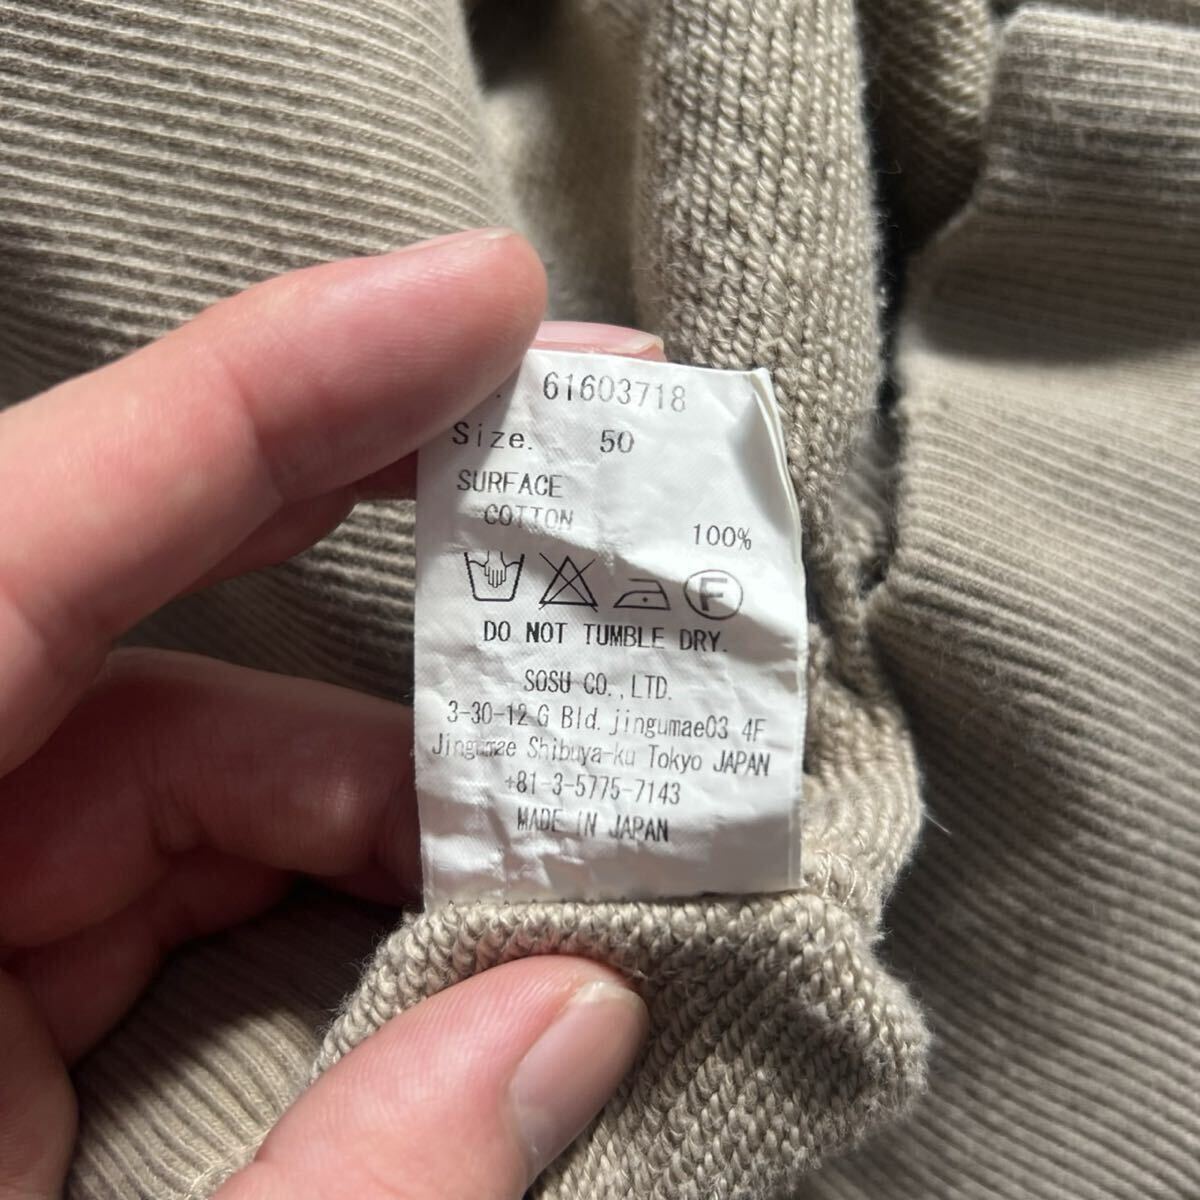 61603718
Size. 50
SURFACE
COTTON 100%
F
DO NOT TUMBLE DRY.
SOSU CO.,LTD.
3-30-12 G Bld. jingumae03 4F
Jingumae Shibuya-ku Tokyo JAPAN
+81-3-5775-7143
MADE IN JAPAN